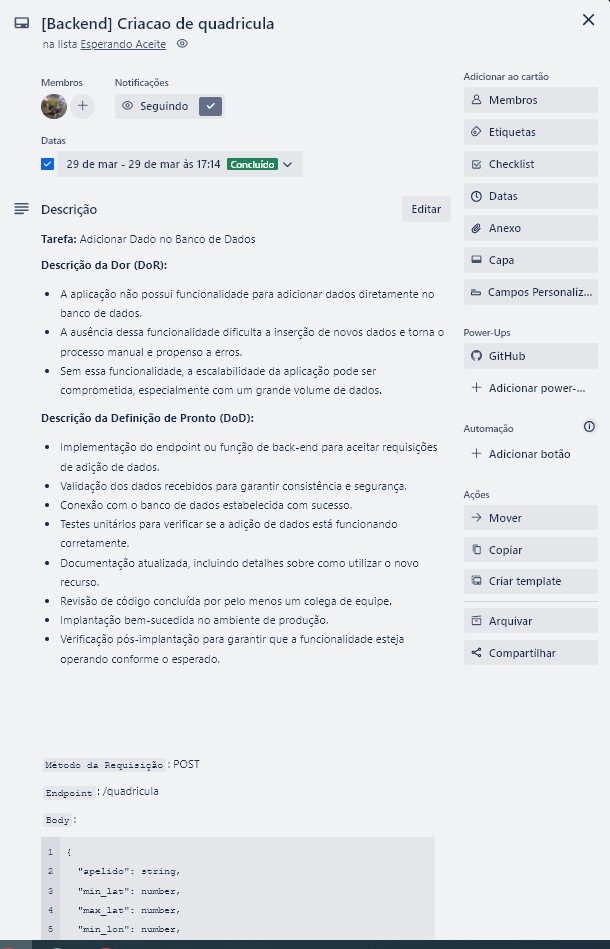 [Backend] Criacao de quadricula
na lista Esperando Aceite
Membros
Notificações
Seguindo
Datas
29 de mar - 29 de mar às 17:14 Concluído
Descrição
Editar
Tarefa: Adicionar Dado no Banco de Dados
Descrição da Dor (DoR):
• A aplicação não possui funcionalidade para adicionar dados diretamente no
banco de dados.
• A ausência dessa funcionalidade dificulta a inserção de novos dados e torna o
processo manual e propenso a erros.
• Sem essa funcionalidade, a escalabilidade da aplicação pode ser
comprometida, especialmente com um grande volume de dados.
Descrição da Definição de Pronto (DoD):
• Implementação do endpoint ou função de back-end para aceitar requisições
de adição de dados.
• Validação dos dados recebidos para garantir consistência e segurança.
• Conexão com o banco de dados estabelecida com sucesso.
• Testes unitários para verificar se a adição de dados está funcionando
corretamente.
• Documentação atualizada, incluindo detalhes sobre como utilizar o novo
recurso.
• Revisão de código concluída por pelo menos um colega de equipe.
• Implantação bem-sucedida no ambiente de produção.
• Verificação pós-implantação para garantir que a funcionalidade esteja
operando conforme o esperado.
Método da Requisição : POST
Endpoint : /quadricula
Body :
1 {
2 "apelido": string,
3 "min_lat": number,
4 "max_lat": number,
5 "min_lon": number,
Adicionar ao cartão
Membros
Etiquetas
Checklist
Datas
Anexo
Capa
Campos Personaliz...
Power-Ups
GitHub
+ Adicionar power-...
Automação
+ Adicionar botão
Ações
Mover
Copiar
Criar template
Arquivar
Compartilhar